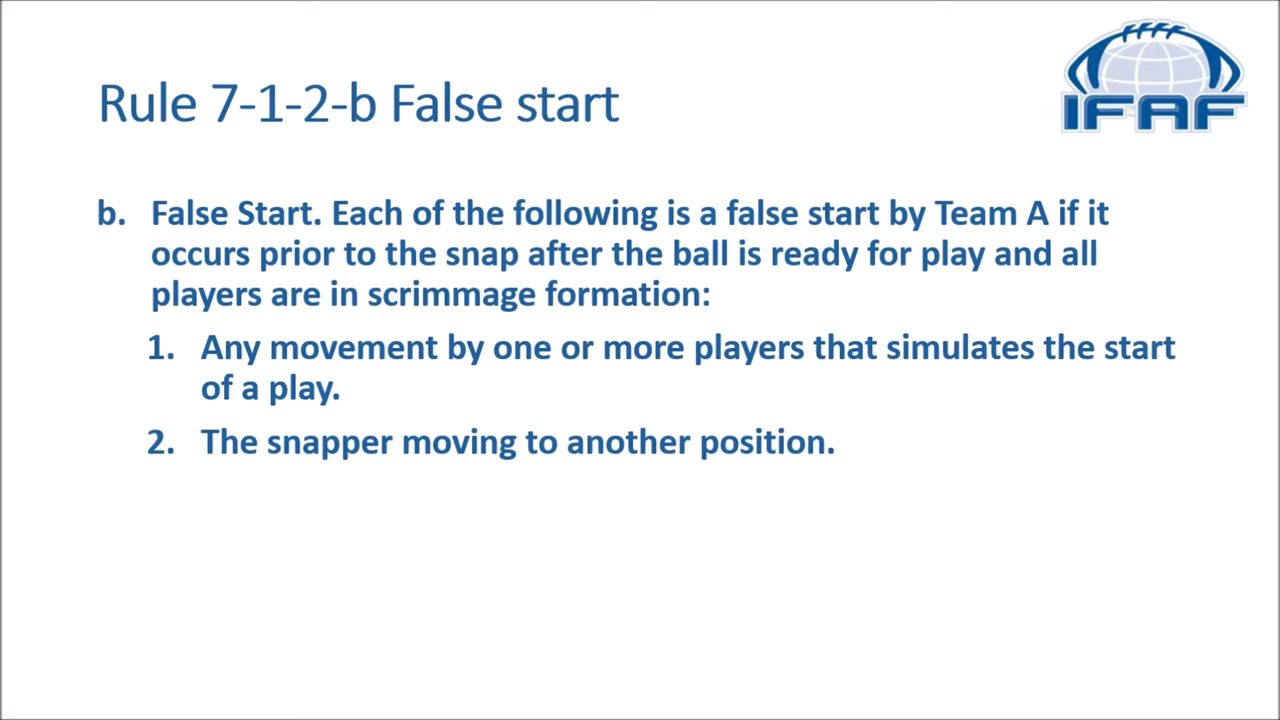 Rule 7-1-2-b False start
IFAF
b. False Start. Each of the following is a false start by Team A if it
occurs prior to the snap after the ball is ready for play and all
players are in scrimmage formation:
1. Any movement by one or more players that simulates the start
of a play.
2. The snapper moving to another position.